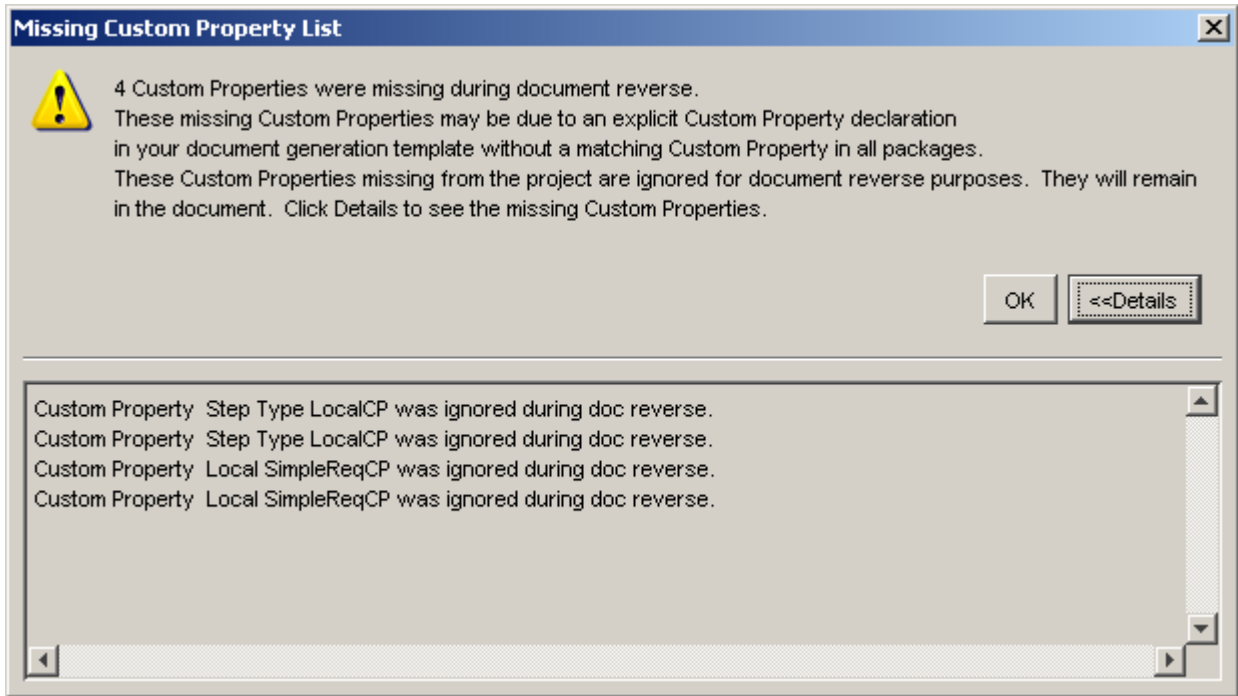 Missing Custom Property List
4 Custom Properties were missing during document reverse.
These missing Custom Properties may be due to an explicit Custom Property declaration
in your document generation template without a matching Custom Property in all packages.
These Custom Properties missing from the project are ignored for document reverse purposes.  They will remain
in the document.  Click Details to see the missing Custom Properties.
OK
<<Details
Custom Property  Step Type LocalCP was ignored during doc reverse.
Custom Property  Step Type LocalCP was ignored during doc reverse.
Custom Property  Local SimpleReqCP was ignored during doc reverse.
Custom Property  Local SimpleReqCP was ignored during doc reverse.